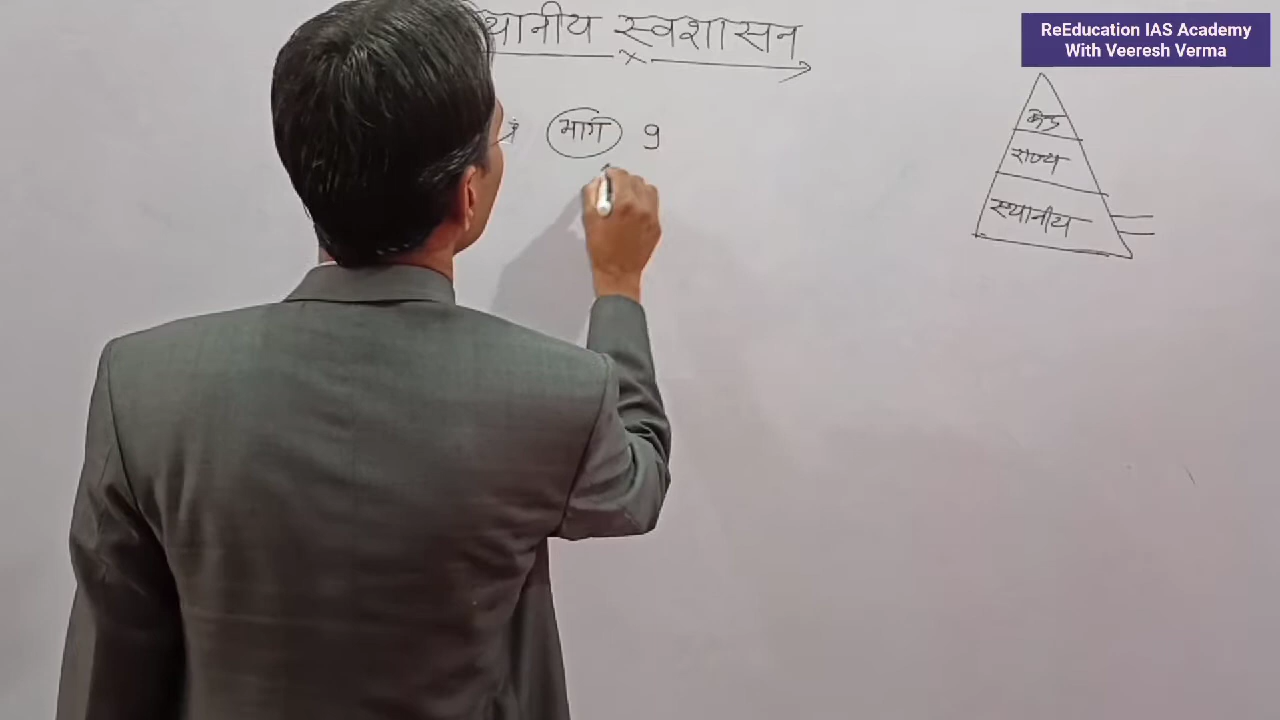 ReEducation IAS Academy
With Veeresh Verma
स्थानीय स्वशासन
भाग 9
केंद्र
राज्य
स्थानीय